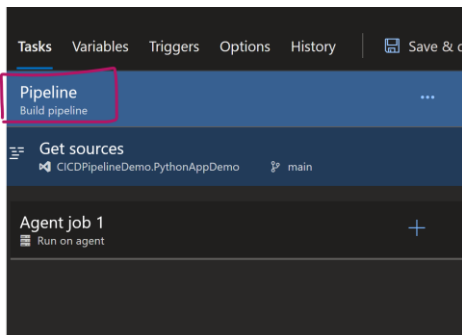 Tasks Variables Triggers Options History Save &
Pipeline
Build pipeline
Get sources
CICDPipelineDemo.PythonAppDemo main
Agent job 1
Run on agent